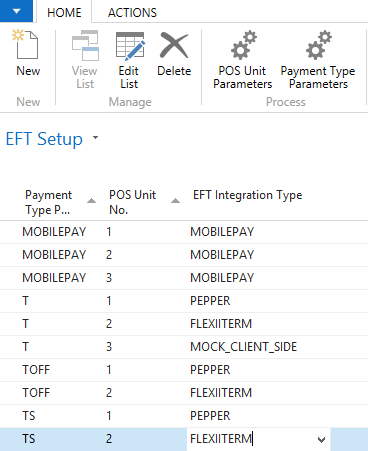 HOME ACTIONS
New View List Edit List Delete POS Unit Parameters Payment Type Parameters
New Manage Process
EFT Setup
Payment Type P... POS Unit No. EFT Integration Type
MOBILEPAY 1 MOBILEPAY
MOBILEPAY 2 MOBILEPAY
MOBILEPAY 3 MOBILEPAY
T 1 PEPPER
T 2 FLEXIITERM
T 3 MOCK_CLIENT_SIDE
TOFF 1 PEPPER
TOFF 2 FLEXIITERM
TS 1 PEPPER
TS 2 FLEXIITERM